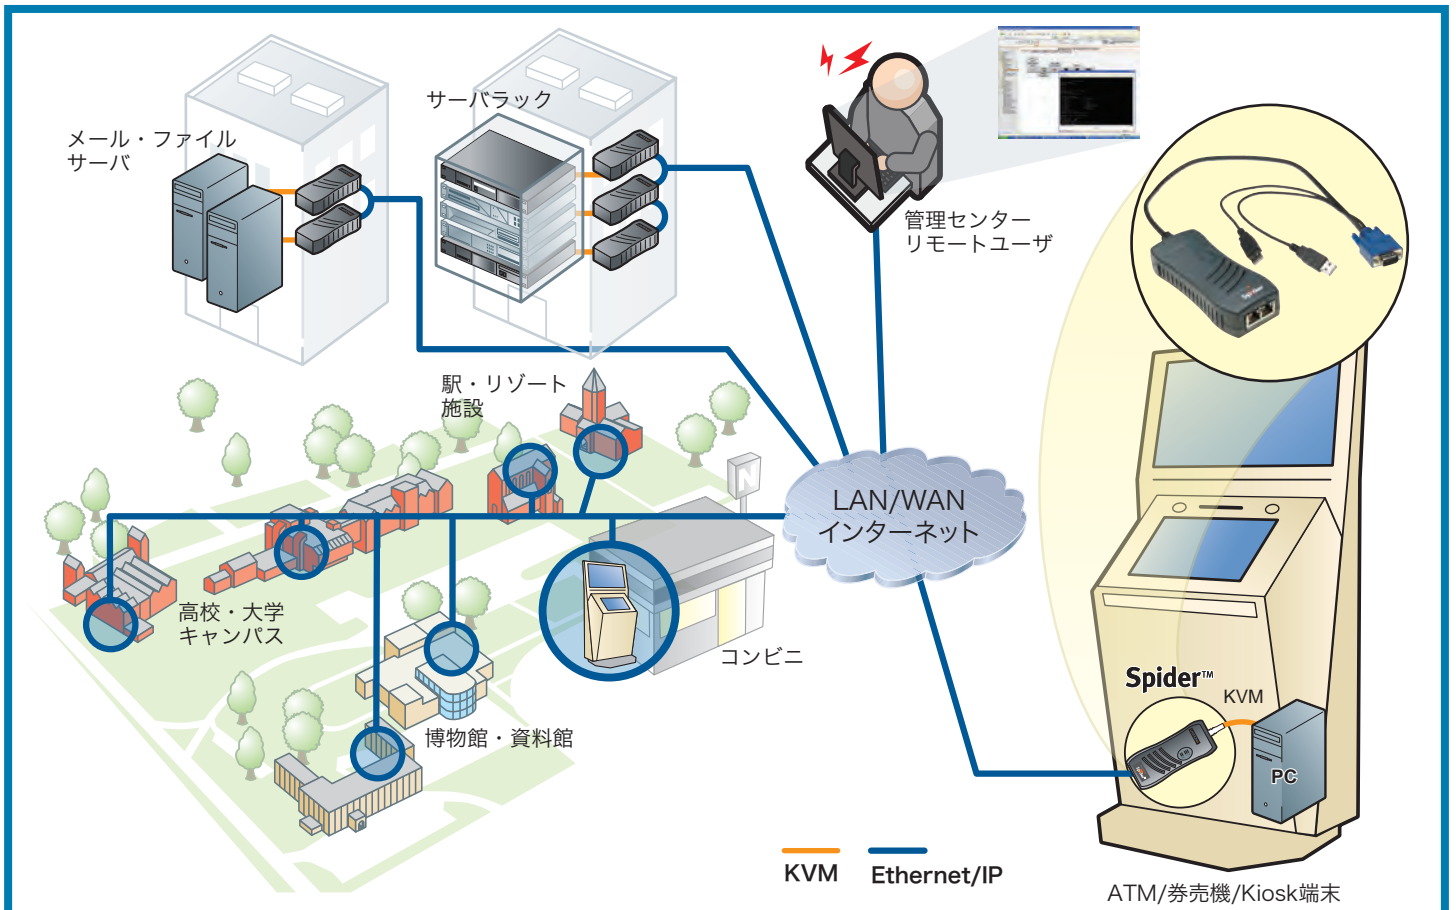 サーバラック
メール・ファイル
サーバ
管理センター
リモートユーザ
Spider
駅・リゾート
施設
N
LAN/WAN
インターネット
高校・大学
キャンパス
コンビニ
博物館・資料館
Spider™
KVM
PC
KVM
Ethernet/IP
ATM/券売機/Kiosk端末